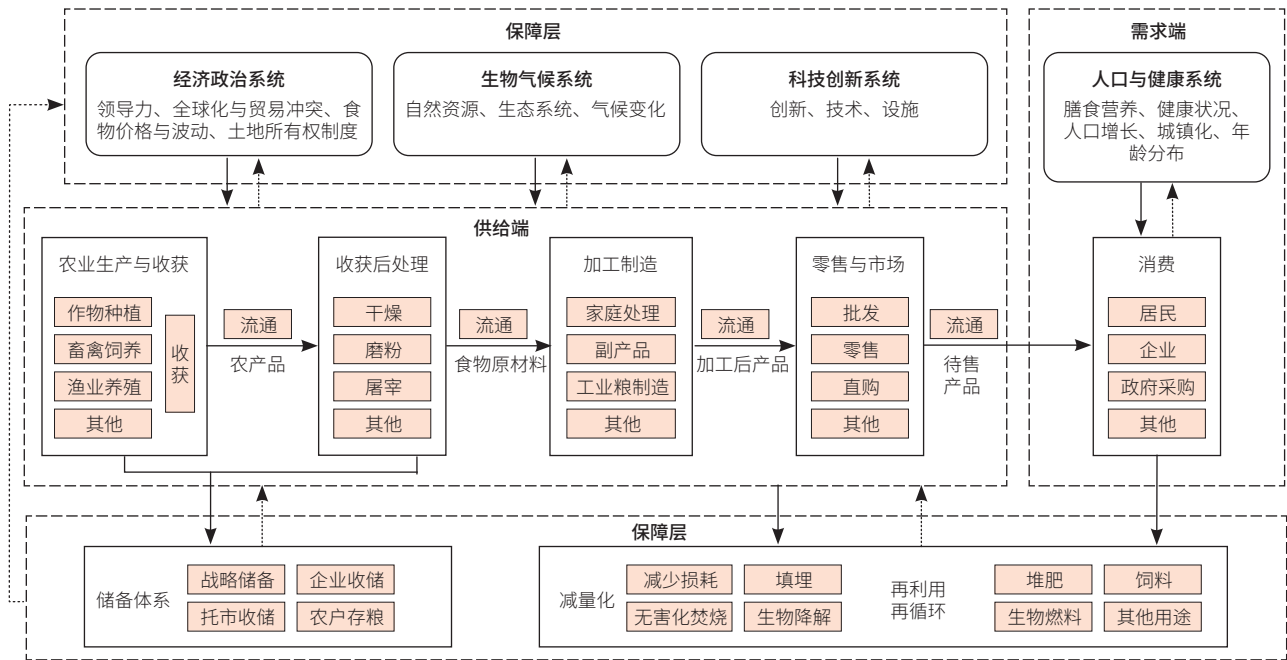 保障层
经济政治系统
领导力、全球化与贸易冲突、食
物价格与波动、土地所有权制度
生物气候系统
自然资源、生态系统、气候变化
科技创新系统
创新、技术、设施
需求端
人口与健康系统
膳食营养、健康状况、
人口增长、城镇化、年
龄分布
供给端
农业生产与收获
作物种植
畜禽饲养
渔业养殖
其他
收
获
流通
农产品
收获后处理
干燥
磨粉
屠宰
其他
流通
食物原材料
加工制造
家庭处理
副产品
工业粮制造
其他
流通
加工后产品
零售与市场
批发
零售
直购
其他
流通
待售
产品
消费
居民
企业
政府采购
其他
保障层
储备体系
战略储备
企业收储
托市收储
农户存粮
减量化
减少损耗
填埋
无害化焚烧
生物降解
再利用
再循环
堆肥
饲料
生物燃料
其他用途